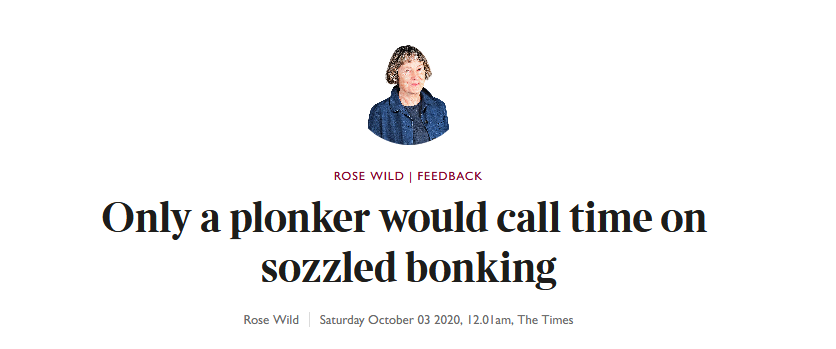 ROSE WILD | FEEDBACK
Only a plonker would call time on
sozzled bonking
Rose Wild | Saturday October 03 2020, 12.01am, The Times